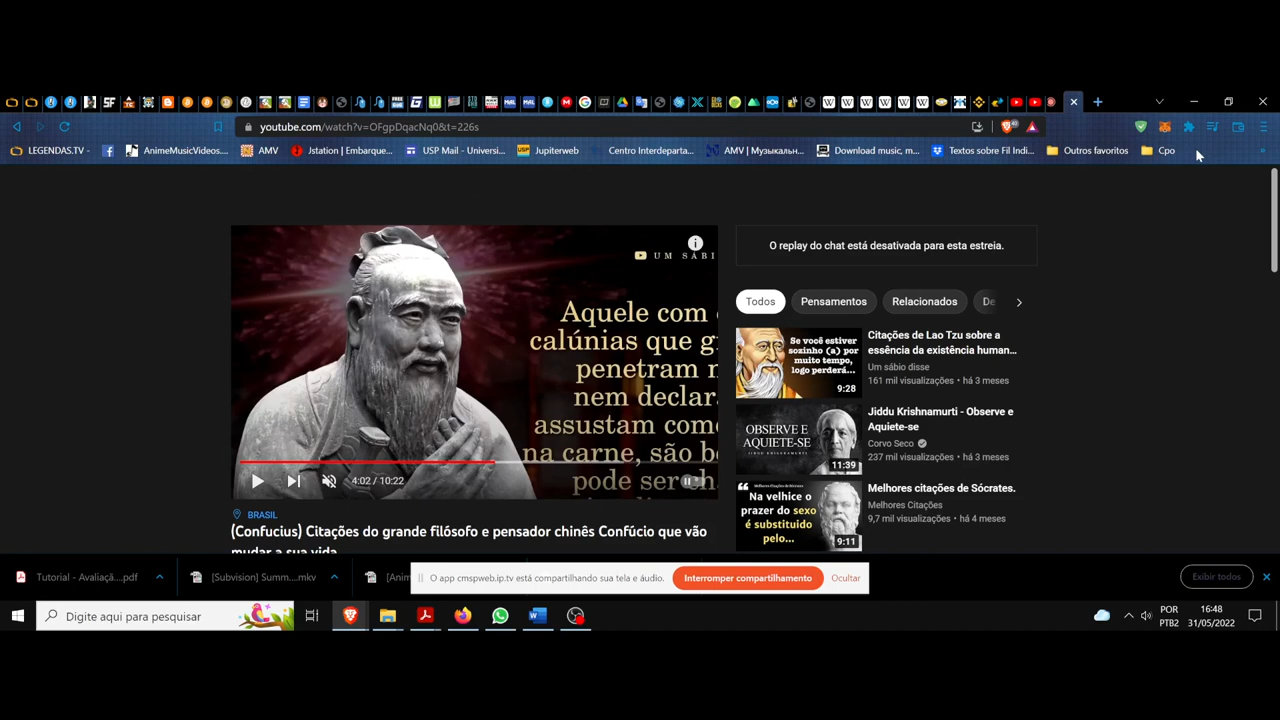 youtube.com/watch?v=OFgpDqacNq0&t=226s
LEGENDAS.TV -
AnimeMusicVideos...
AMV
Jstation | Embarque...
USP Mail - Universi...
Jupiterweb
Centro Interdeparta...
AMV | Музыкальн...
Download music, m...
Textos sobre Fil Indi...
Outros favoritos
Cpo
UM SÁBI
Aquele com
calúnias que g
penetram
nem declar
assustam com
na carne, são b
pode ser
4:02 / 10:22
BRASIL
(Confucius) Citações do grande filósofo e pensador chinês Confúcio que vão
mudar a sua vida
O replay do chat está desativada para esta estreia.
Todos
Pensamentos
Relacionados
De
Se você estiver
sozinho (a) por
muito tempo,
logo perderá...
9:28
Citações de Lao Tzu sobre a
essência da existência human...
Um sábio disse
161 mil visualizações • há 3 meses
OBSERVE E
AQUIETE-SE
JIDDU KRISHNAMURTI
11:39
Jiddu Krishnamurti - Observe e
Aquiete-se
Corvo Seco
237 mil visualizações • há 3 meses
Melhores Citações de Sócrates
Na velhice o
prazer do sexo
é substituido
pelo...
9:11
Melhores citações de Sócrates.
Melhores Citações
9,7 mil visualizações • há 4 meses
Tutorial - Avaliaçã....pdf
[Subvision] Summ....mkv
[Ani
O app cmspweb.ip.tv está compartilhando sua tela e áudio.
Interromper compartilhamento
Ocultar
Exibir todos
Digite aqui para pesquisar
POR
PTB2
16:48
31/05/2022